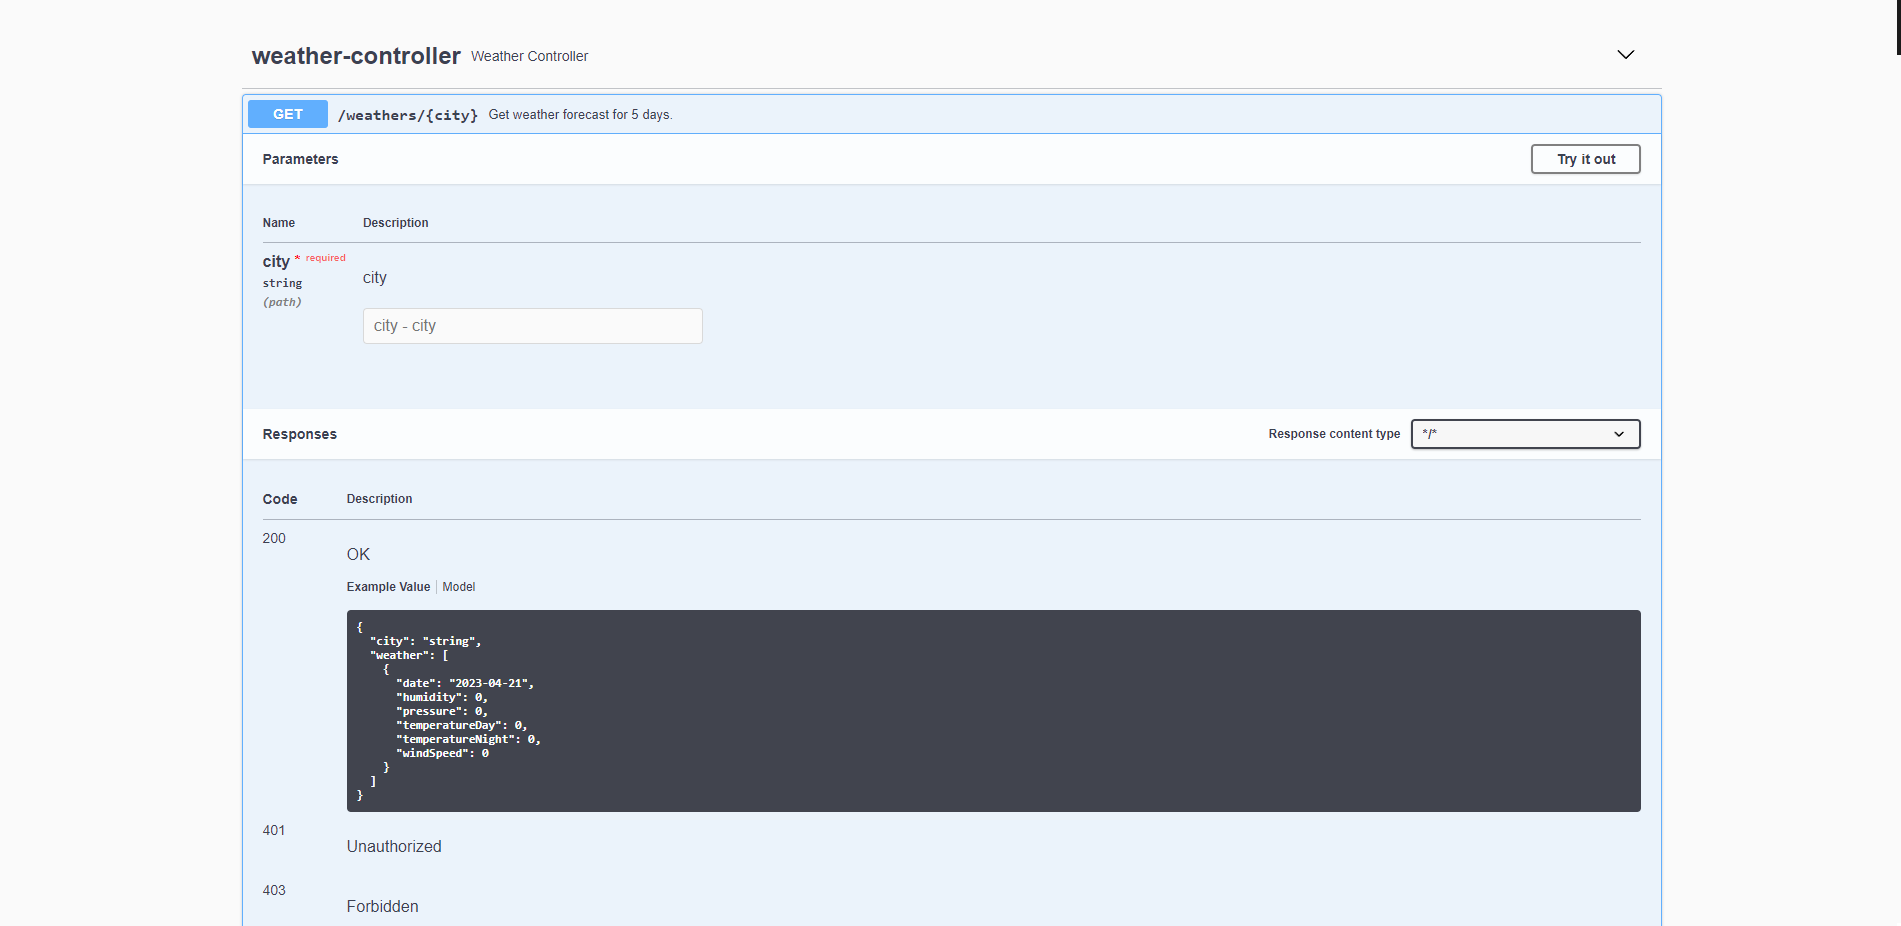 weather-controller Weather Controller
GET /weathers/{city} Get weather forecast for 5 days.
Parameters
Try it out
Name Description
city * required
string
(path)
city
city - city
Responses
Response content type */*
Code Description
200
OK
Example Value Model
{
  "city": "string",
  "weather": [
    {
      "date": "2023-04-21",
      "humidity": 0,
      "pressure": 0,
      "temperatureDay": 0,
      "temperatureNight": 0,
      "windSpeed": 0
    }
  ]
}
401
Unauthorized
403
Forbidden